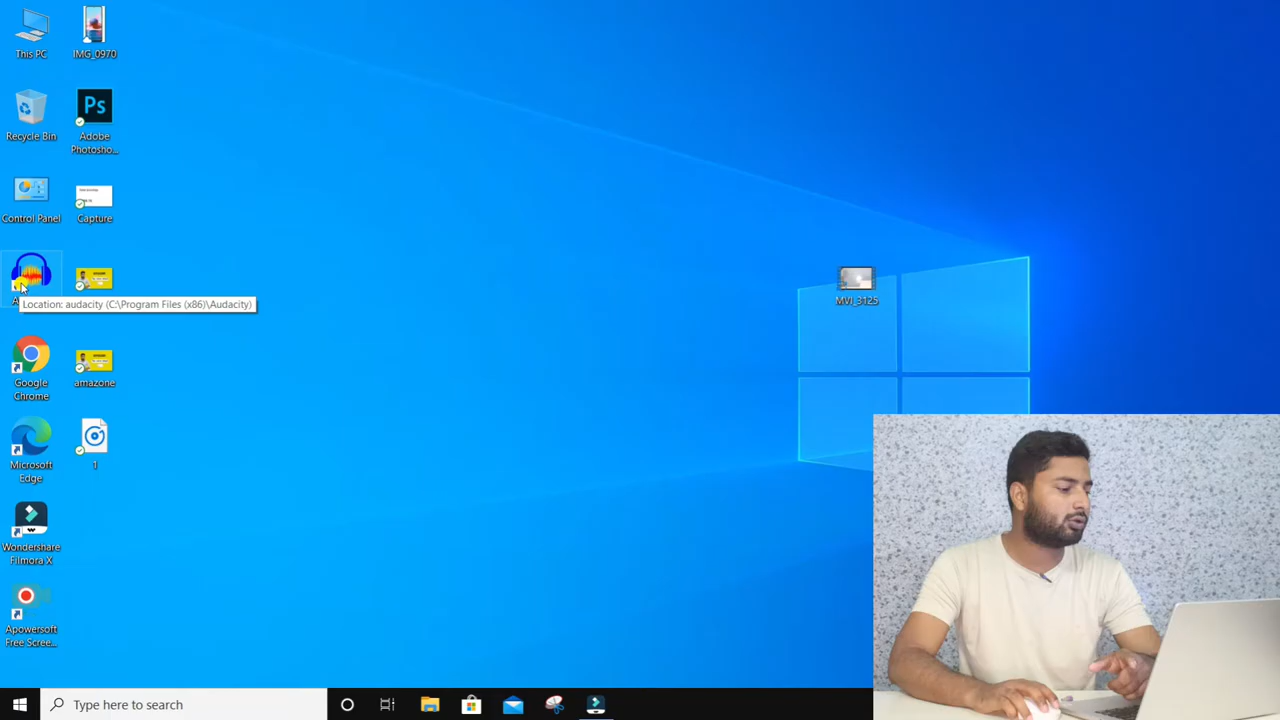 This PC
IMG_0970
Recycle Bin
Ps
Adobe
Photosho...
Control Panel
Capture
Location: audacity (C:\Program Files (x86)\Audacity)
MVI_3125
Google
Chrome
amazone
Microsoft
Edge
1
Wondershare
Filmora X
Apowersoft
Free Scree...
Type here to search